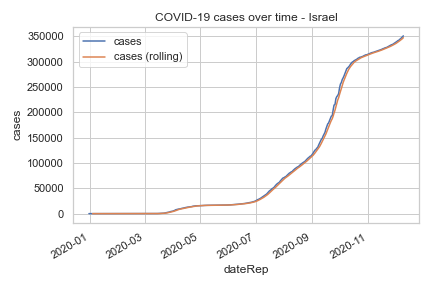 COVID-19 cases over time - Israel
cases
cases (rolling)
350000
300000
250000
200000
150000
100000
50000
0
cases
2020-01
2020-03
2020-05
2020-07
2020-09
2020-11
dateRep